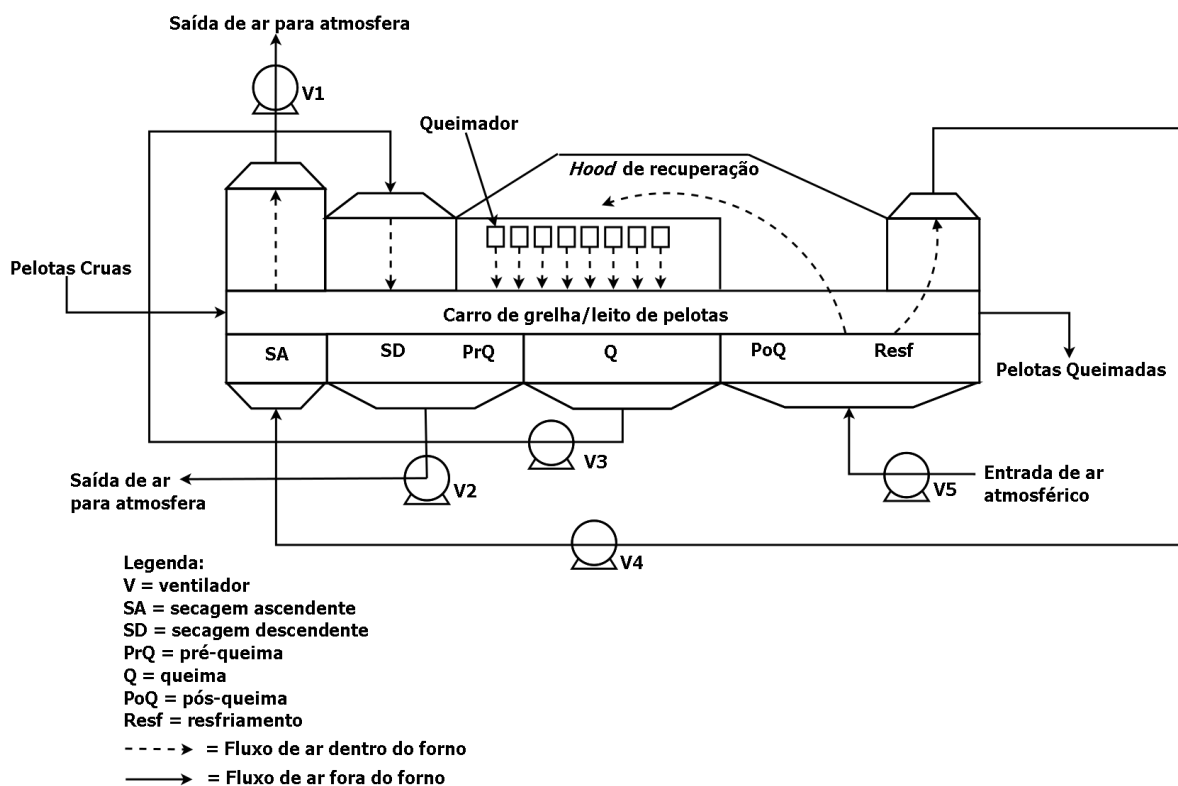 Saída de ar para atmosfera
V1
Queimador
Hood de recuperação
Pelotas Cruas
Carro de grelha/leito de pelotas
SA
SD
PrQ
Q
PoQ
Resf
Pelotas Queimadas
V3
Saída de ar
para atmosfera
V2
V5
Entrada de ar
atmosférico
V4
Legenda:
V = ventilador
SA = secagem ascendente
SD = secagem descendente
PrQ = pré-queima
Q = queima
PoQ = pós-queima
Resf = resfriamento
= Fluxo de ar dentro do forno
= Fluxo de ar fora do forno